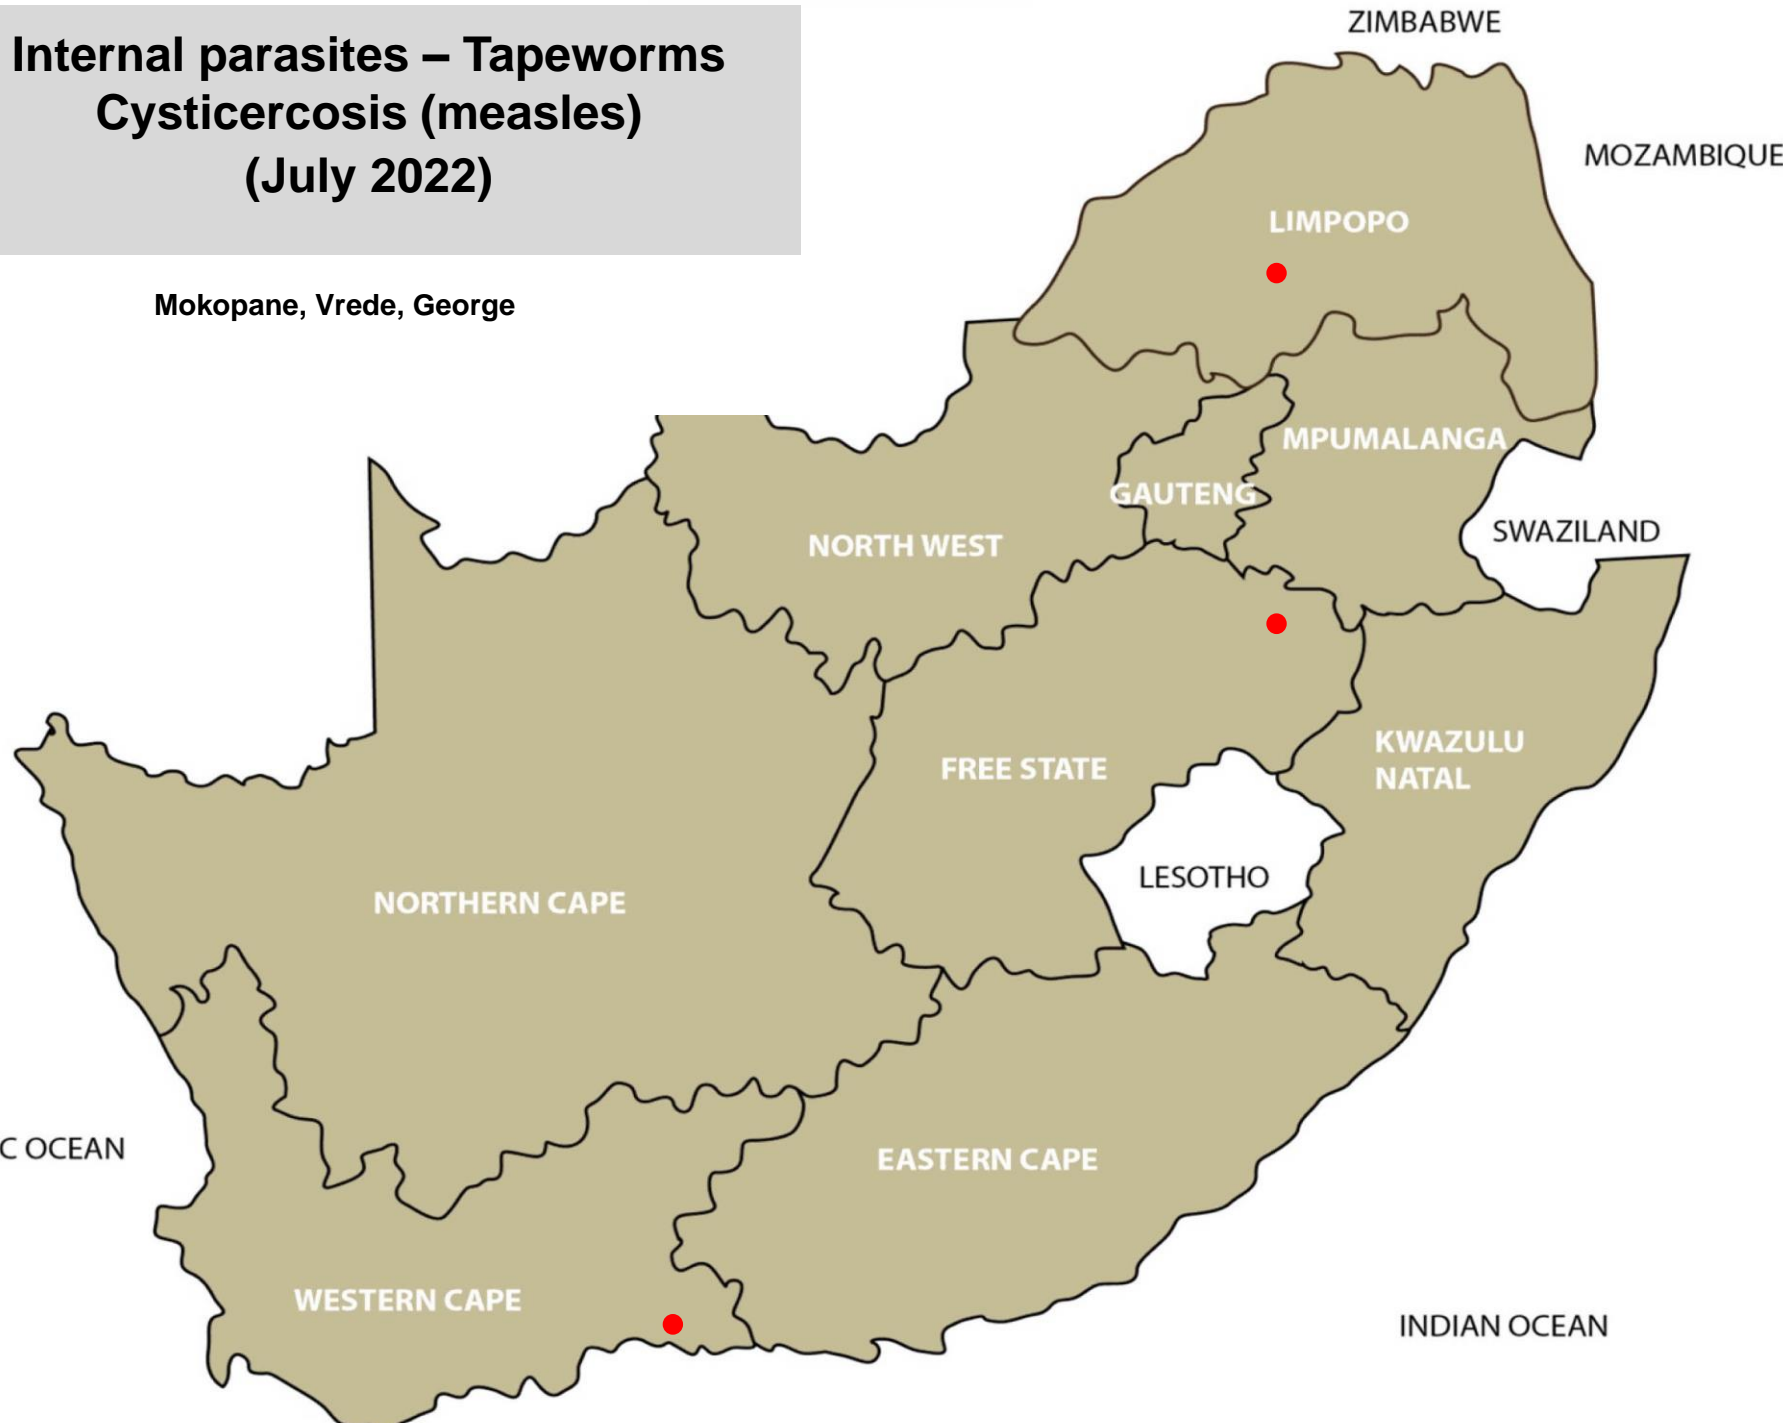 Internal parasites – Tapeworms
Cysticercosis (measles)
(July 2022)
Mokopane, Vrede, George
ZIMBABWE
MOZAMBIQUE
LIMPOPO
MPUMALANGA
GAUTENG
NORTH WEST
SWAZILAND
KWAZULU
NATAL
FREE STATE
LESOTHO
NORTHERN CAPE
C OCEAN
EASTERN CAPE
WESTERN CAPE
INDIAN OCEAN